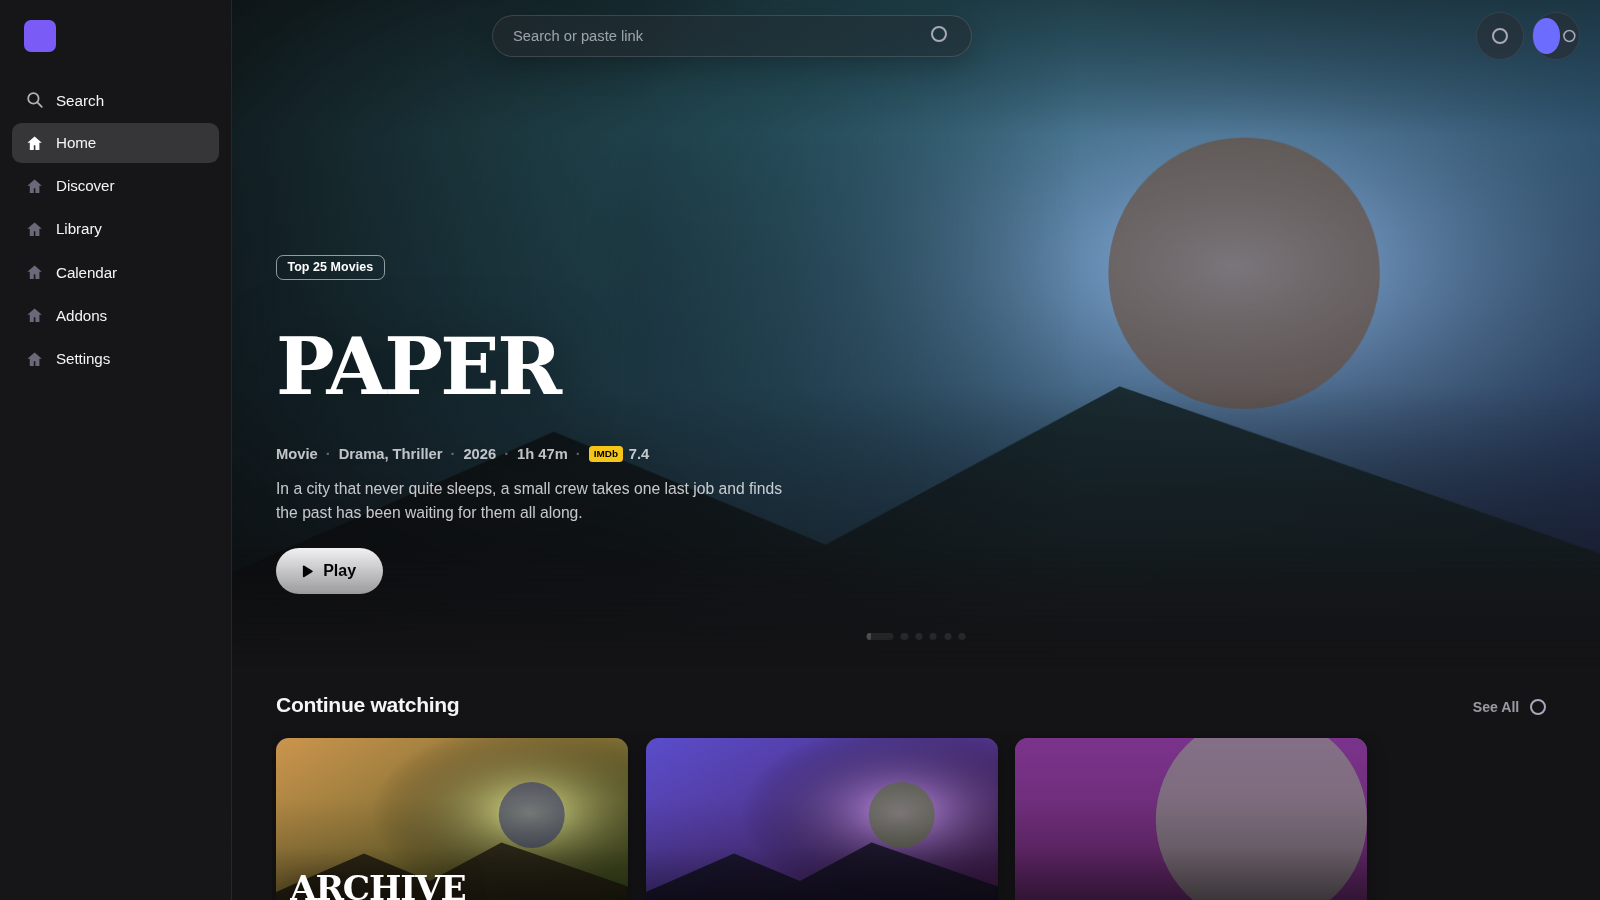 Search or paste link
Search
Home
Discover
Library
Calendar
Addons
Settings
Top 25 Movies
PAPER
Movie · Drama, Thriller · 2026 · 1h 47m · IMDb 7.4
In a city that never quite sleeps, a small crew takes one last job and finds
the past has been waiting for them all along.
Play
Continue watching
See All
ARCHIVE